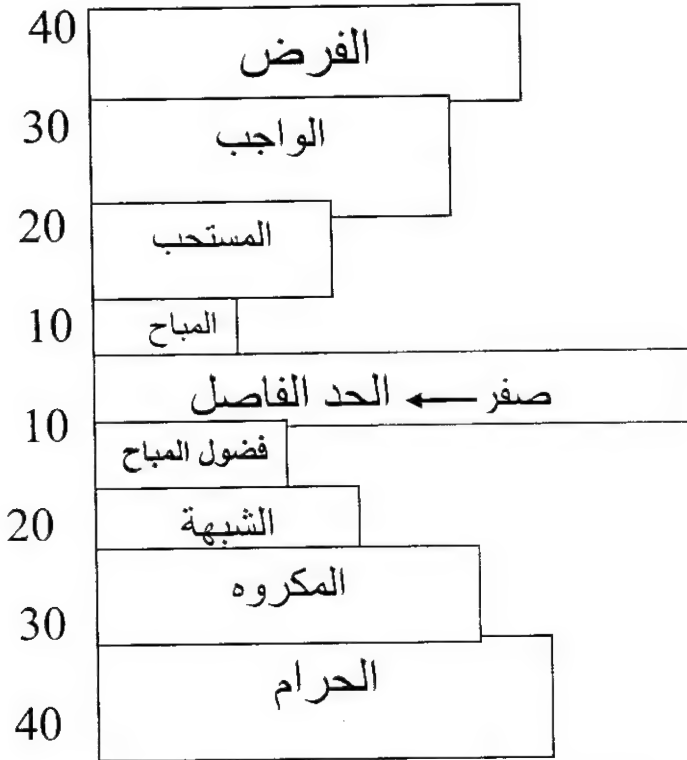 40
الفرض
30
الواجب
20
المستحب
10
المباح
صفر ← الحد الفاصل
10
فضول المباح
20
الشبهة
المكروه
30
الحرام
40